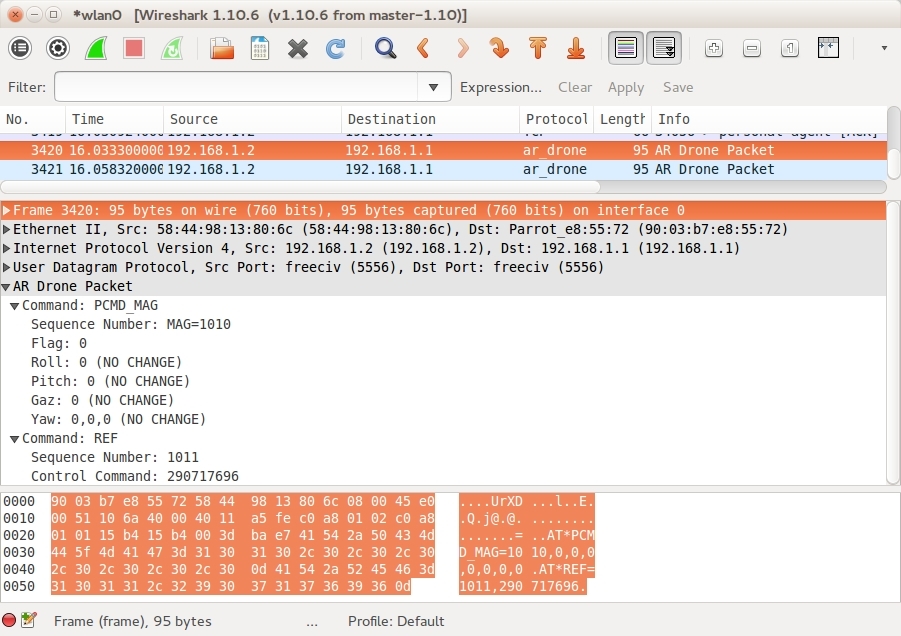 *wlan0 [Wireshark 1.10.6 (v1.10.6 from master-1.10)]
Filter: Expression... Clear Apply Save
No. Time Source Destination Protocol Length Info
3420 16.033300000 192.168.1.2 192.168.1.1 ar_drone 95 AR Drone Packet
3421 16.058320000 192.168.1.2 192.168.1.1 ar_drone 95 AR Drone Packet
Frame 3420: 95 bytes on wire (760 bits), 95 bytes captured (760 bits) on interface 0
Ethernet II, Src: 58:44:98:13:80:6c (58:44:98:13:80:6c), Dst: Parrot_e8:55:72 (90:03:b7:e8:55:72)
Internet Protocol Version 4, Src: 192.168.1.2 (192.168.1.2), Dst: 192.168.1.1 (192.168.1.1)
User Datagram Protocol, Src Port: freeciv (5556), Dst Port: freeciv (5556)
AR Drone Packet
Command: PCMD_MAG
Sequence Number: MAG=1010
Flag: 0
Roll: 0 (NO CHANGE)
Pitch: 0 (NO CHANGE)
Gaz: 0 (NO CHANGE)
Yaw: 0,0,0 (NO CHANGE)
Command: REF
Sequence Number: 1011
Control Command: 290717696
0000 90 03 b7 e8 55 72 58 44 98 13 80 6c 08 00 45 e0 ....UrXD ...l..E.
0010 00 51 10 6a 40 00 40 11 a5 fe c0 a8 01 02 c0 a8 .Q.j@.@. ........
0020 01 01 15 b4 15 b4 00 3d ba e7 41 54 2a 50 43 4d .......= ..AT*PCM
0030 44 5f 4d 41 47 3d 31 30 31 30 2c 30 2c 30 2c 30 D_MAG=10 10,0,0,0
0040 2c 30 2c 30 2c 30 2c 30 0d 41 54 2a 52 45 46 3d ,0,0,0,0 .AT*REF=
0050 31 30 31 31 2c 32 39 30 37 31 37 36 39 36 0d 1011,290 717696.
Frame (frame), 95 bytes ... Profile: Default